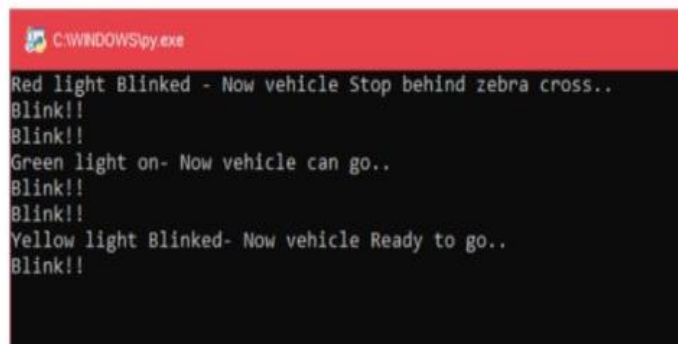 C:\WINDOWS\py.exe
Red light Blinked - Now vehicle Stop behind zebra cross..
Blink!!
Blink!!
Green light on- Now vehicle can go..
Blink!!
Blink!!
Yellow light Blinked- Now vehicle Ready to go..
Blink!!